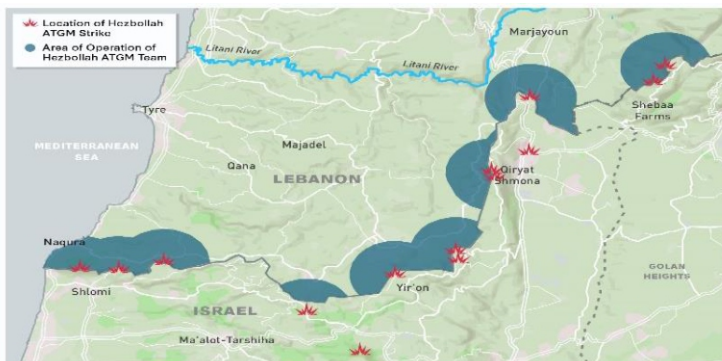 Location of Hezbollah
ATGM Strike
Area of Operation of
Hezbollah ATGM Team
Litani River
Litani River
Marjayoun
Tyre
Shebaa
Farms
MEDITERRANEAN
SEA
Majadel
Qana
LEBANON
Qiryat
Shmona
Naqura
GOLAN
HEIGHTS
Shlomi
Yir'on
ISRAEL
Ma'alot-Tarshiha